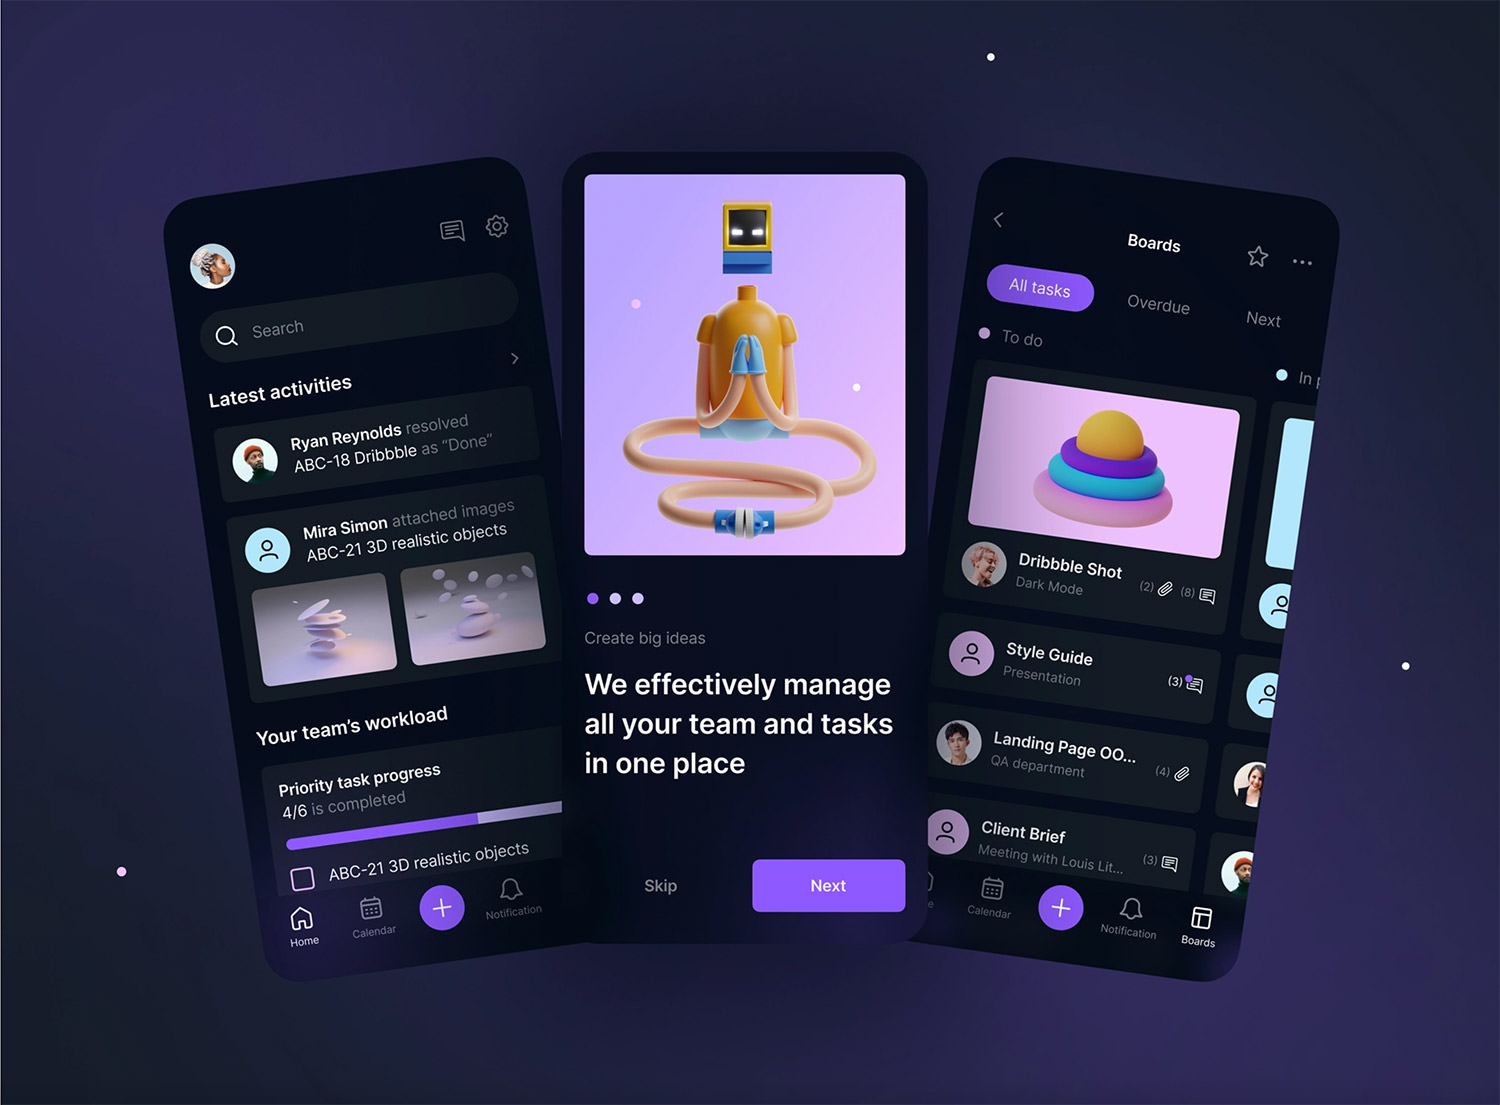 Search
Latest activities
Ryan Reynolds resolved
ABC-18 Dribbble as “Done”
Mira Simon attached images
ABC-21 3D realistic objects
Your team’s workload
Priority task progress
4/6 is completed
ABC-21 3D realistic objects
Home
Calendar
Notification
Create big ideas
We effectively manage
all your team and tasks
in one place
Skip
Next
Boards
All tasks
Overdue
Next
To do
In p
Dribbble Shot
Dark Mode
(2)
(8)
Style Guide
Presentation
(3)
Landing Page OO...
QA department
(4)
Client Brief
Meeting with Louis Lit...
(3)
Calendar
Notification
Boards